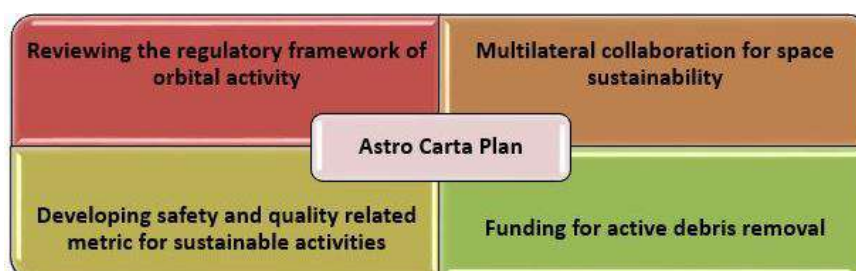 Reviewing the regulatory framework of
orbital activity
Multilateral collaboration for space
sustainability
Astro Carta Plan
Developing safety and quality related
metric for sustainable activities
Funding for active debris removal